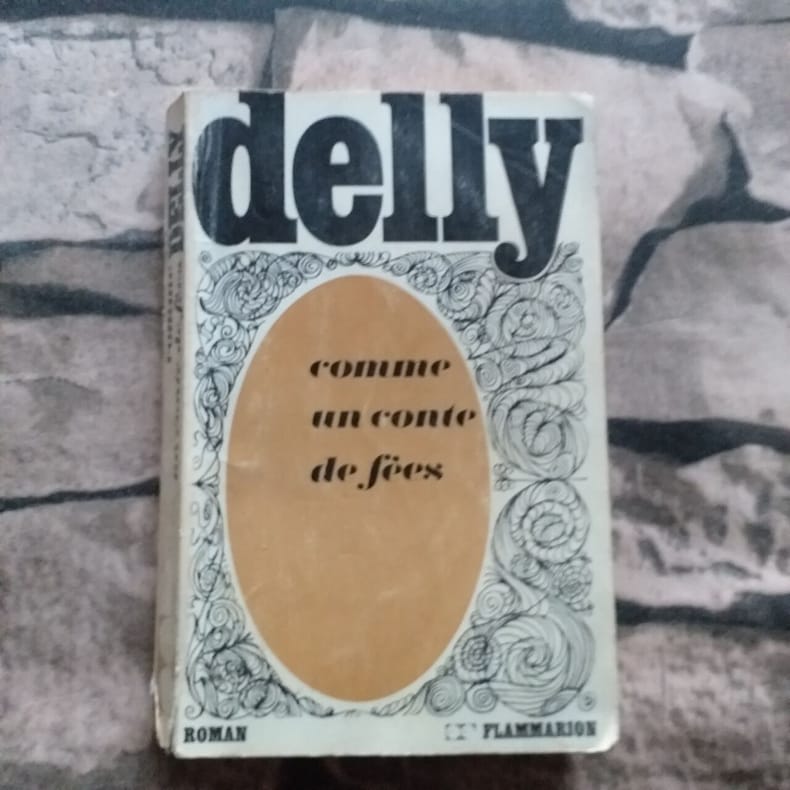 delly
comme
un conte
de fées
ROMAN
FLAMMARION